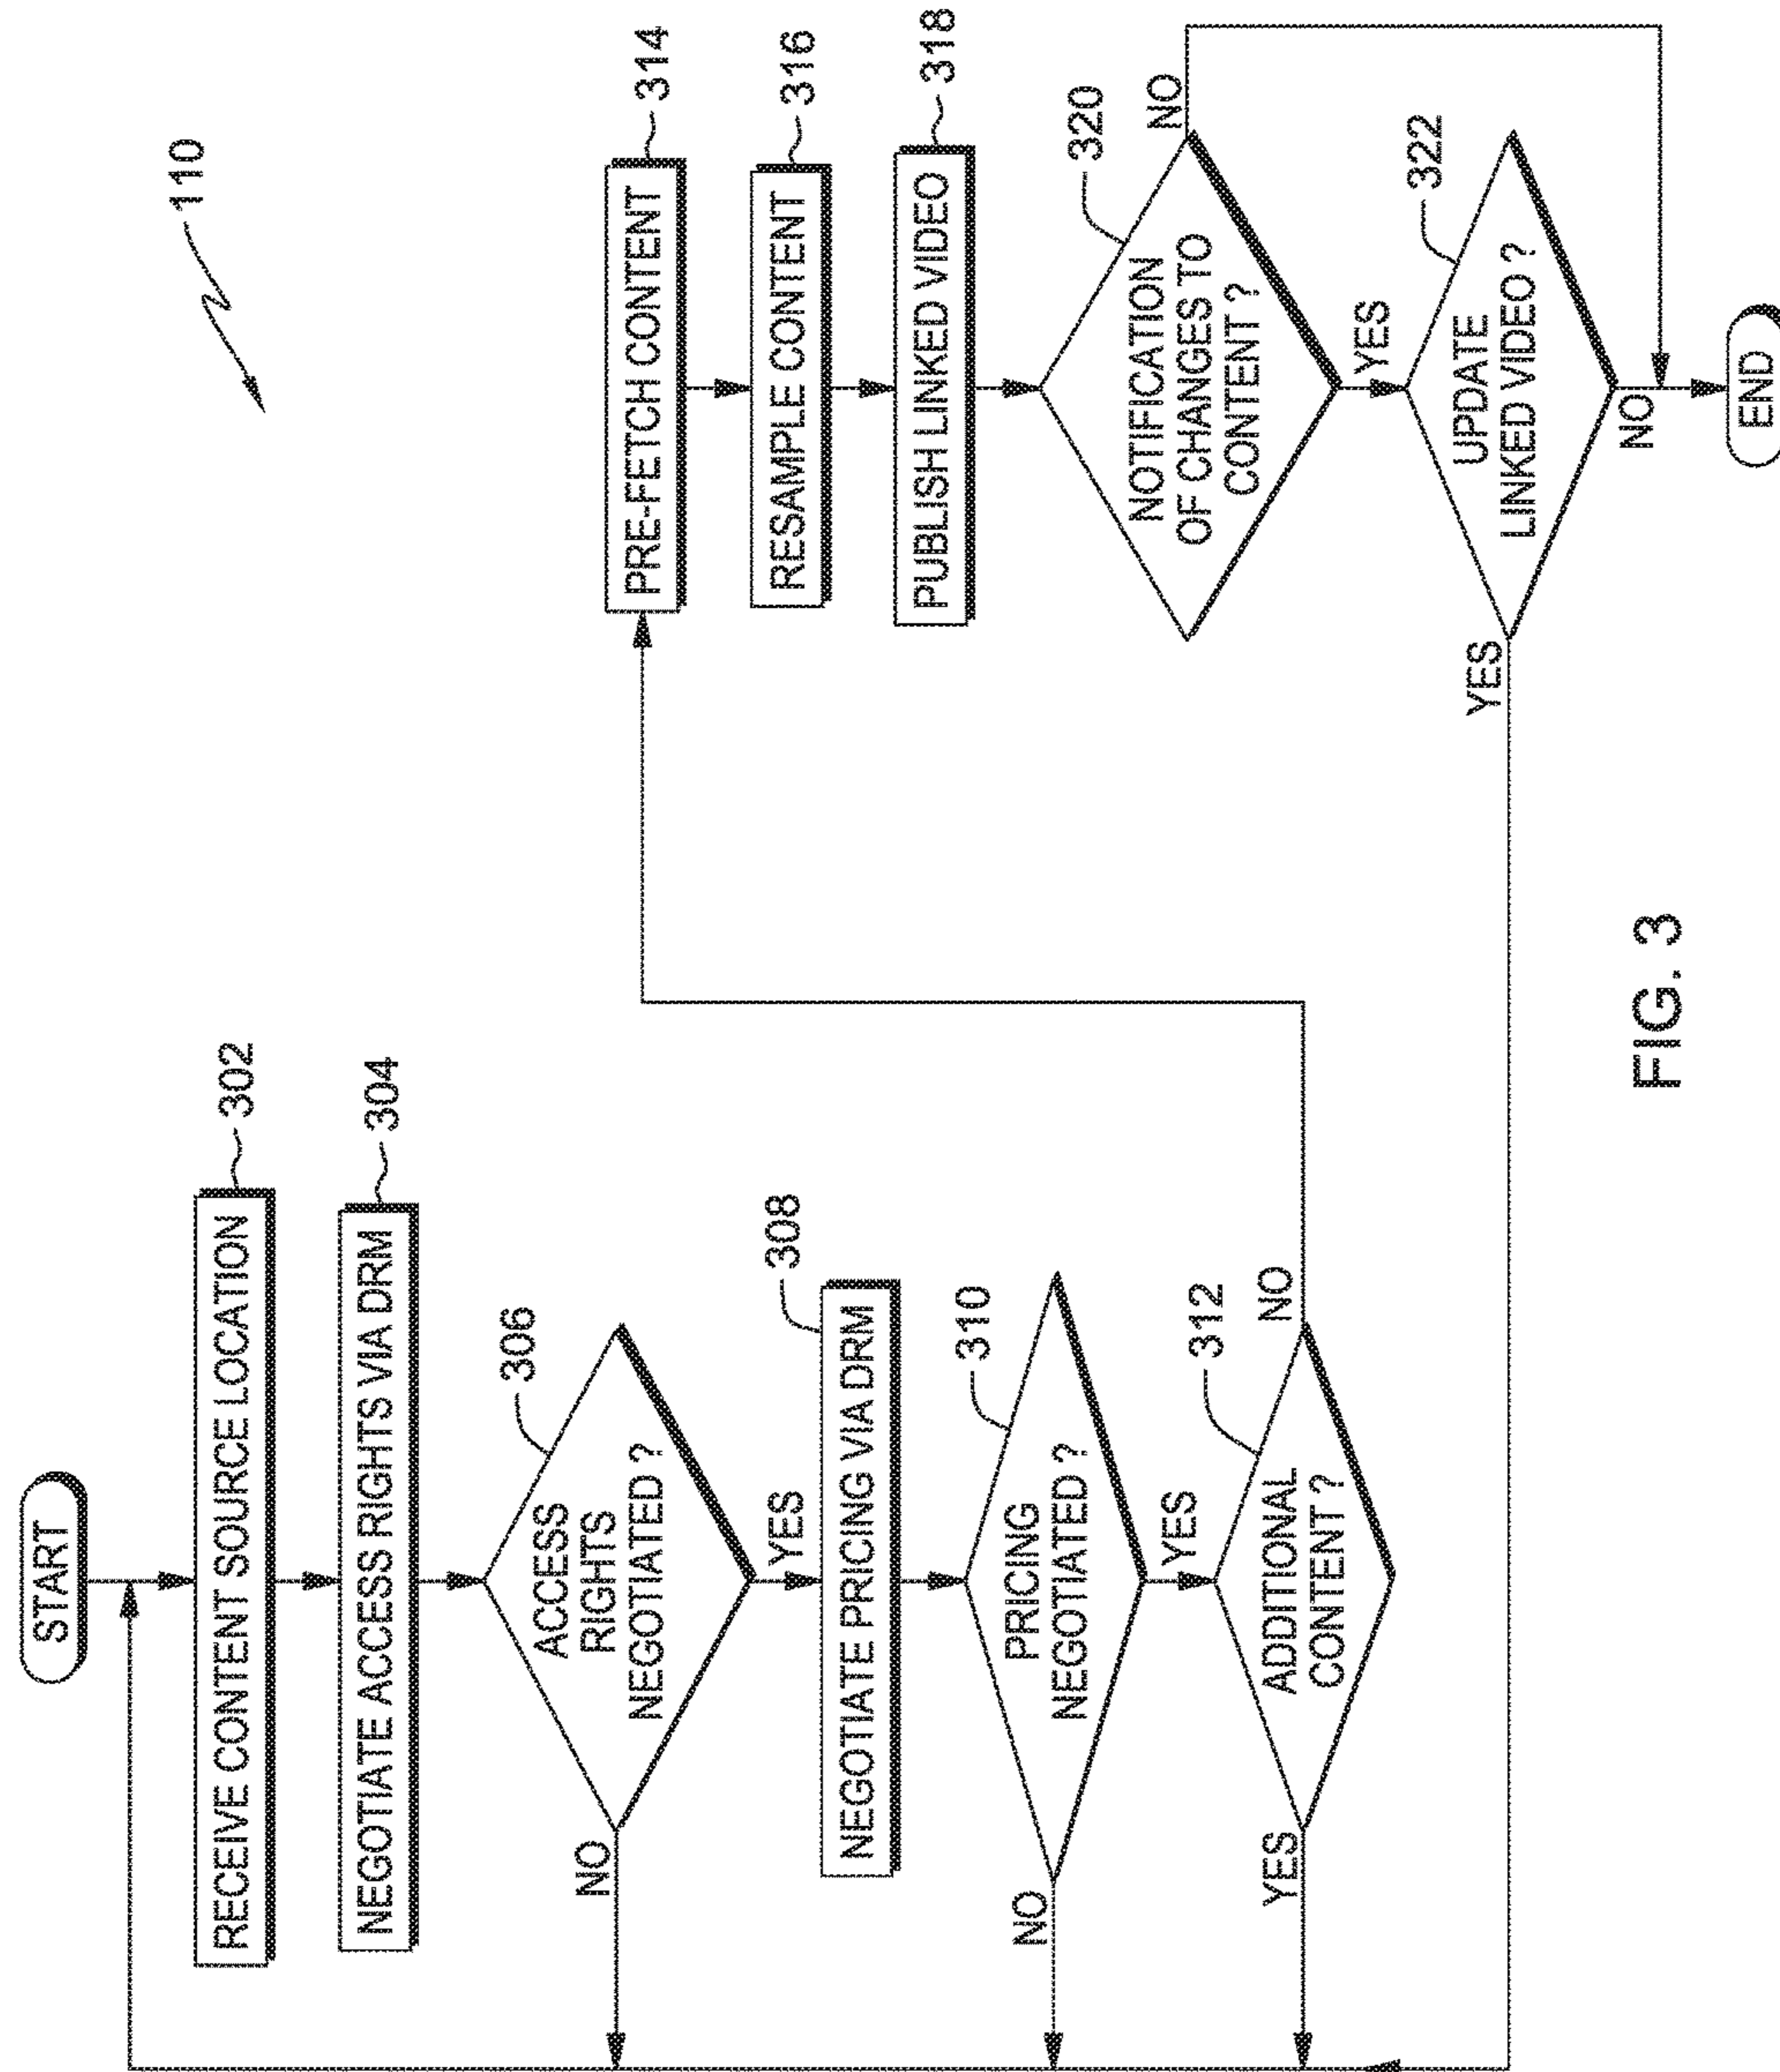 110
START
RECEIVE CONTENT SOURCE LOCATION
302
NEGOTIATE ACCESS RIGHTS VIA DRM
304
ACCESS
RIGHTS
NEGOTIATED ?
306
NO
YES
NEGOTIATE PRICING VIA DRM
308
PRICING
NEGOTIATED ?
310
NO
YES
ADDITIONAL
CONTENT ?
312
YES
NO
PRE-FETCH CONTENT
314
RESAMPLE CONTENT
316
PUBLISH LINKED VIDEO
318
NOTIFICATION
OF CHANGES TO
CONTENT ?
320
NO
YES
UPDATE
LINKED VIDEO ?
322
YES
NO
END
FIG. 3